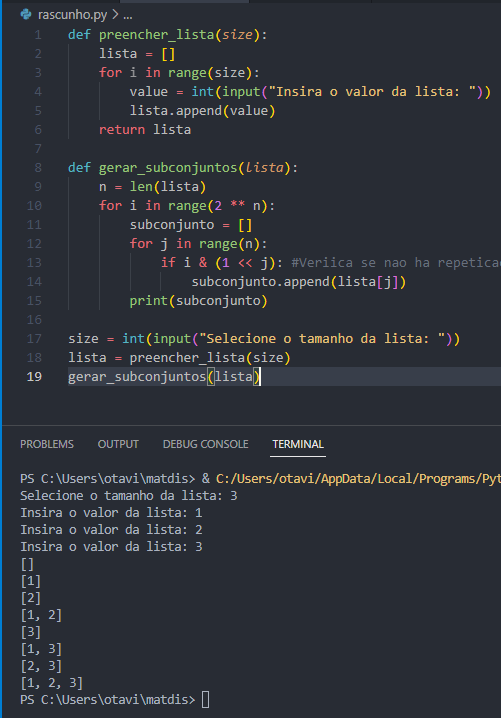 rascunho.py > ...
1 def preencher_lista(size):
2     lista = []
3     for i in range(size):
4         value = int(input("Insira o valor da lista: "))
5         lista.append(value)
6     return lista
7
8 def gerar_subconjuntos(lista):
9     n = len(lista)
10     for i in range(2 ** n):
11         subconjunto = []
12         for j in range(n):
13             if i & (1 << j): #Veriica se nao ha repeticao
14                 subconjunto.append(lista[j])
15         print(subconjunto)
16
17 size = int(input("Selecione o tamanho da lista: "))
18 lista = preencher_lista(size)
19 gerar_subconjuntos(lista)
PROBLEMS OUTPUT DEBUG CONSOLE TERMINAL
PS C:\Users\otavi\matdis> & C:/Users/otavi/AppData/Local/Programs/Pyt
Selecione o tamanho da lista: 3
Insira o valor da lista: 1
Insira o valor da lista: 2
Insira o valor da lista: 3
[]
[1]
[2]
[1, 2]
[3]
[1, 3]
[2, 3]
[1, 2, 3]
PS C:\Users\otavi\matdis>